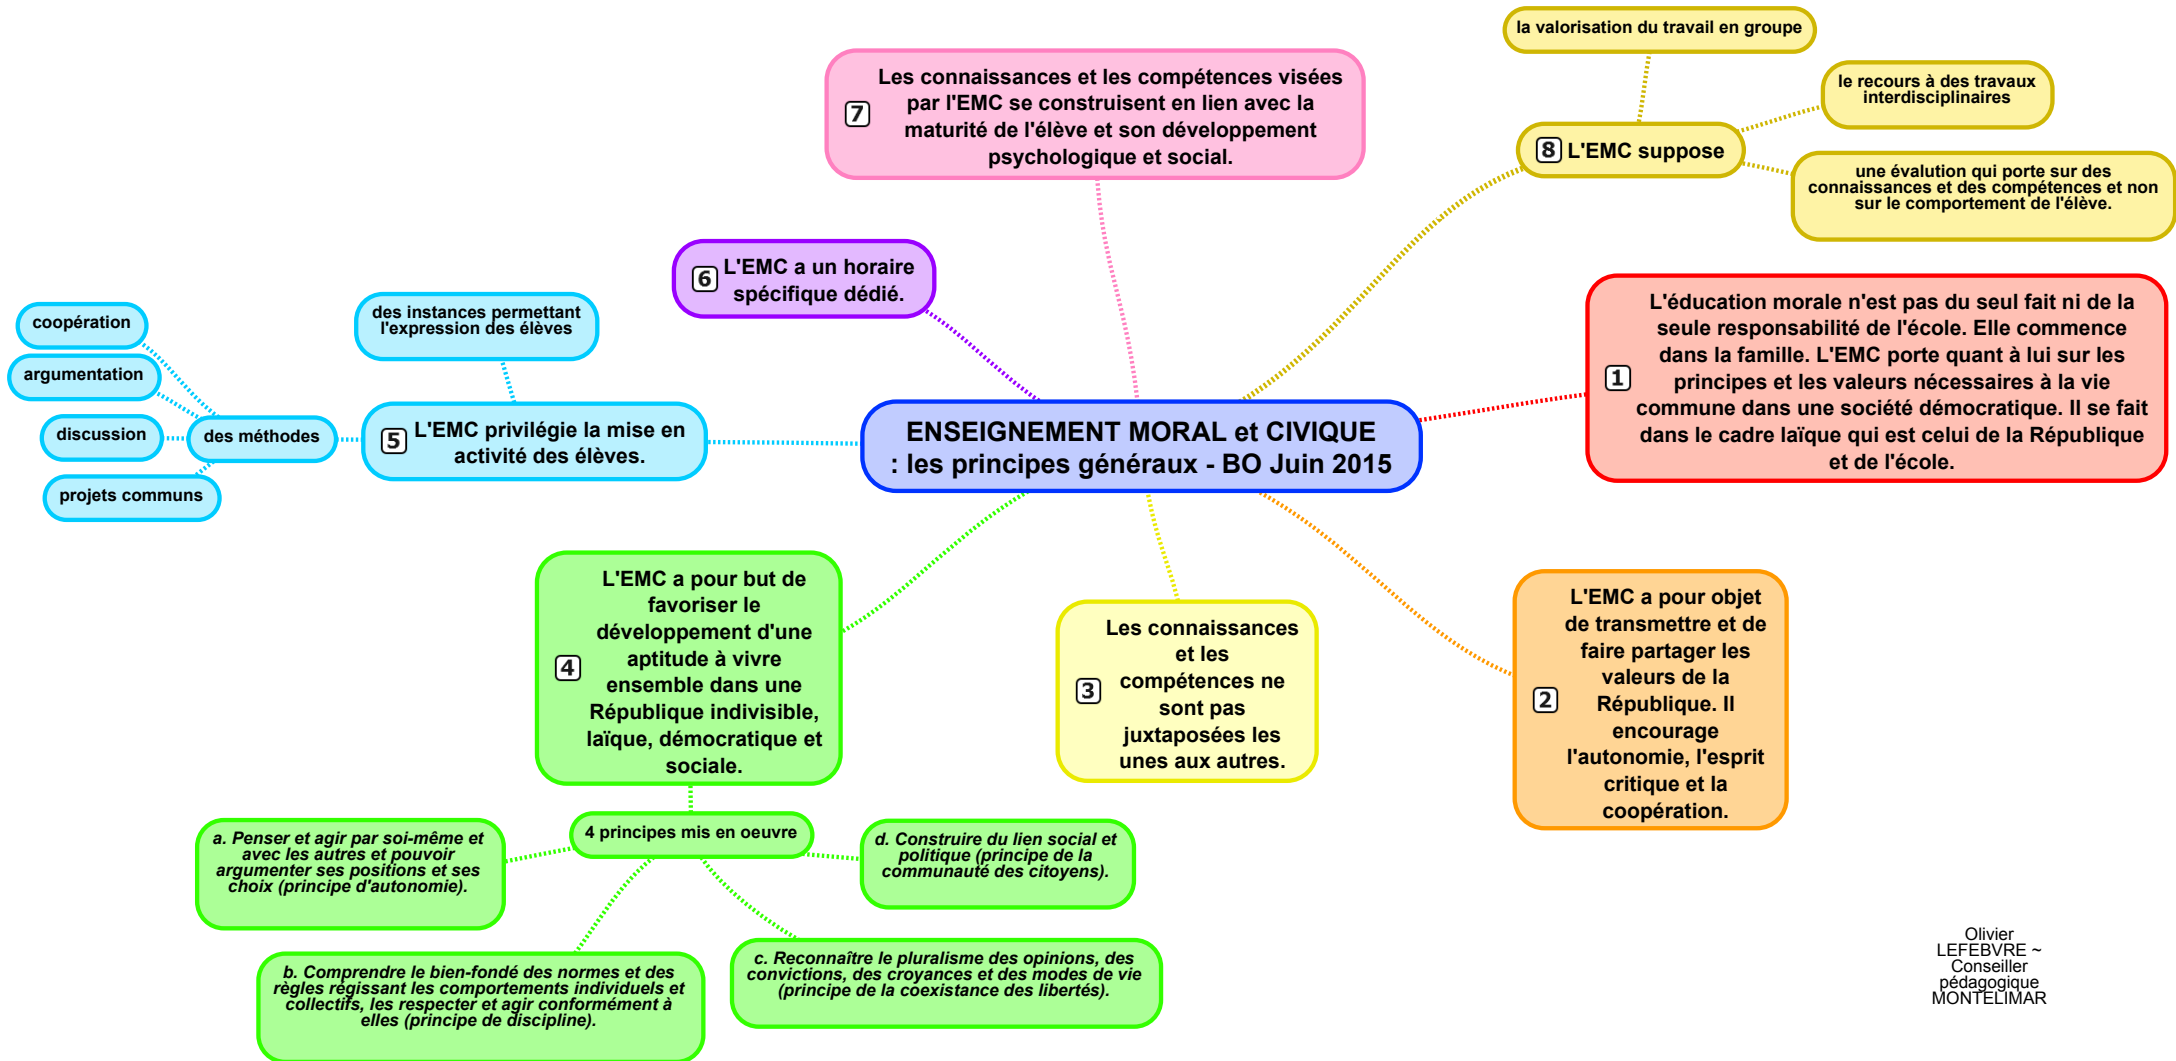 ENSEIGNEMENT MORAL et CIVIQUE
: les principes généraux - BO Juin 2015
1
L'éducation morale n'est pas du seul fait ni de la
seule responsabilité de l'école. Elle commence
dans la famille. L'EMC porte quant à lui sur les
principes et les valeurs nécessaires à la vie
commune dans une société démocratique. Il se fait
dans le cadre laïque qui est celui de la République
et de l'école.
2
L'EMC a pour objet
de transmettre et de
faire partager les
valeurs de la
République. Il
encourage
l'autonomie, l'esprit
critique et la
coopération.
3
Les connaissances
et les
compétences ne
sont pas
juxtaposées les
unes aux autres.
4
L'EMC a pour but de
favoriser le
développement d'une
aptitude à vivre
ensemble dans une
République indivisible,
laïque, démocratique et
sociale.
4 principes mis en oeuvre
a. Penser et agir par soi-même et
avec les autres et pouvoir
argumenter ses positions et ses
choix (principe d'autonomie).
b. Comprendre le bien-fondé des normes et des
règles régissant les comportements individuels et
collectifs, les respecter et agir conformément à
elles (principe de discipline).
c. Reconnaître le pluralisme des opinions, des
convictions, des croyances et des modes de vie
(principe de la coexistance des libertés).
d. Construire du lien social et
politique (principe de la
communauté des citoyens).
5
L'EMC privilégie la mise en
activité des élèves.
des instances permettant
l'expression des élèves
des méthodes
coopération
argumentation
discussion
projets communs
6
L'EMC a un horaire
spécifique dédié.
7
Les connaissances et les compétences visées
par l'EMC se construisent en lien avec la
maturité de l'élève et son développement
psychologique et social.
8 L'EMC suppose
la valorisation du travail en groupe
le recours à des travaux
interdisciplinaires
une évalution qui porte sur des
connaissances et des compétences et non
sur le comportement de l'élève.
Olivier
LEFEBVRE ~
Conseiller
pédagogique
MONTELIMAR